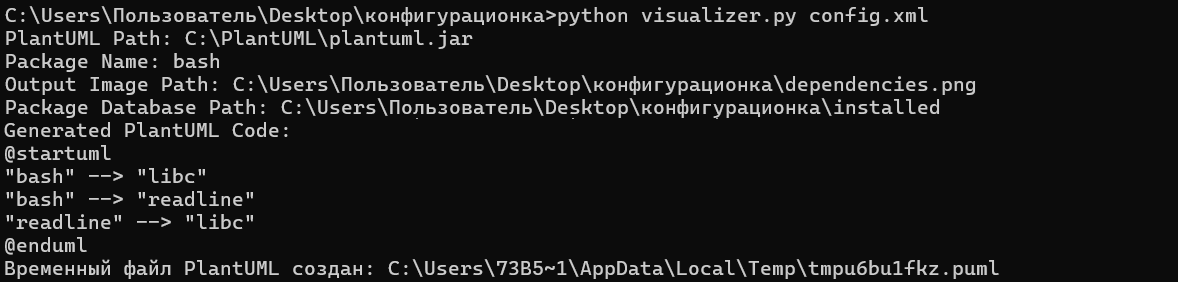 C:\Users\Пользователь\Desktop\конфигурационка>python visualizer.py config.xml
PlantUML Path: C:\PlantUML\plantuml.jar
Package Name: bash
Output Image Path: C:\Users\Пользователь\Desktop\конфигурационка\dependencies.png
Package Database Path: C:\Users\Пользователь\Desktop\конфигурационка\installed
Generated PlantUML Code:
@startuml
"bash" --> "libc"
"bash" --> "readline"
"readline" --> "libc"
@enduml
Временный файл PlantUML создан: C:\Users\73B5~1\AppData\Local\Temp\tmpu6bu1fkz.puml